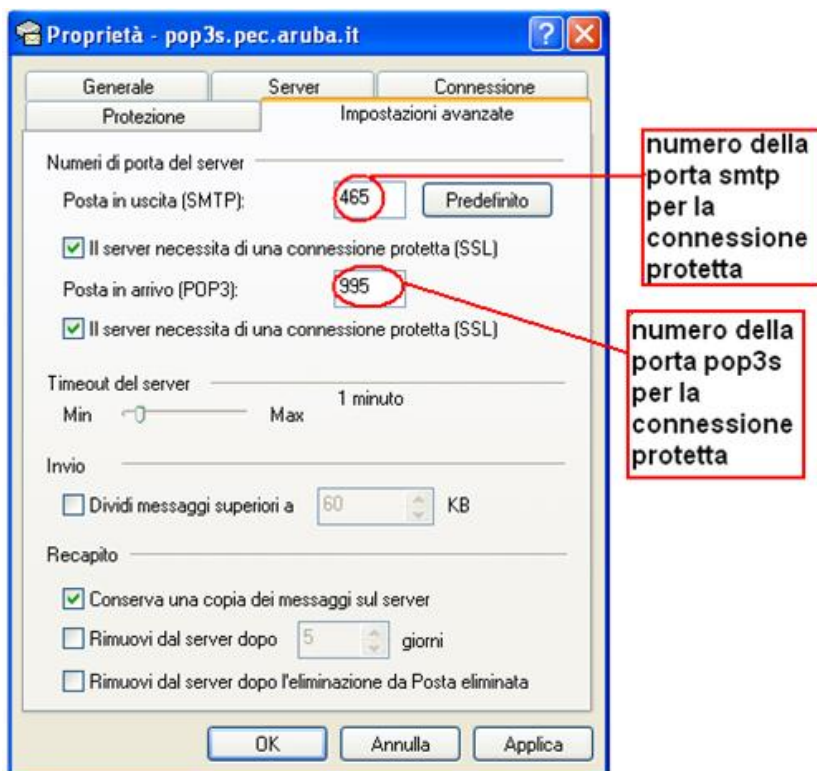 Proprietà - pop3s.pec.aruba.it
Generale
Server
Connessione
Protezione
Impostazioni avanzate
Numeri di porta del server
Posta in uscita (SMTP):
465
Predefinito
Il server necessita di una connessione protetta (SSL)
Posta in arrivo (POP3):
995
Il server necessita di una connessione protetta (SSL)
Timeout del server
Min
Max
1 minuto
Invio
Dividi messaggi superiori a
60
KB
Recapito
Conserva una copia dei messaggi sul server
Rimuovi dal server dopo
5
giorni
Rimuovi dal server dopo l'eliminazione da Posta eliminata
OK
Annulla
Applica
numero della
porta smtp
per la
connessione
protetta
numero della
porta pop3s
per la
connessione
protetta